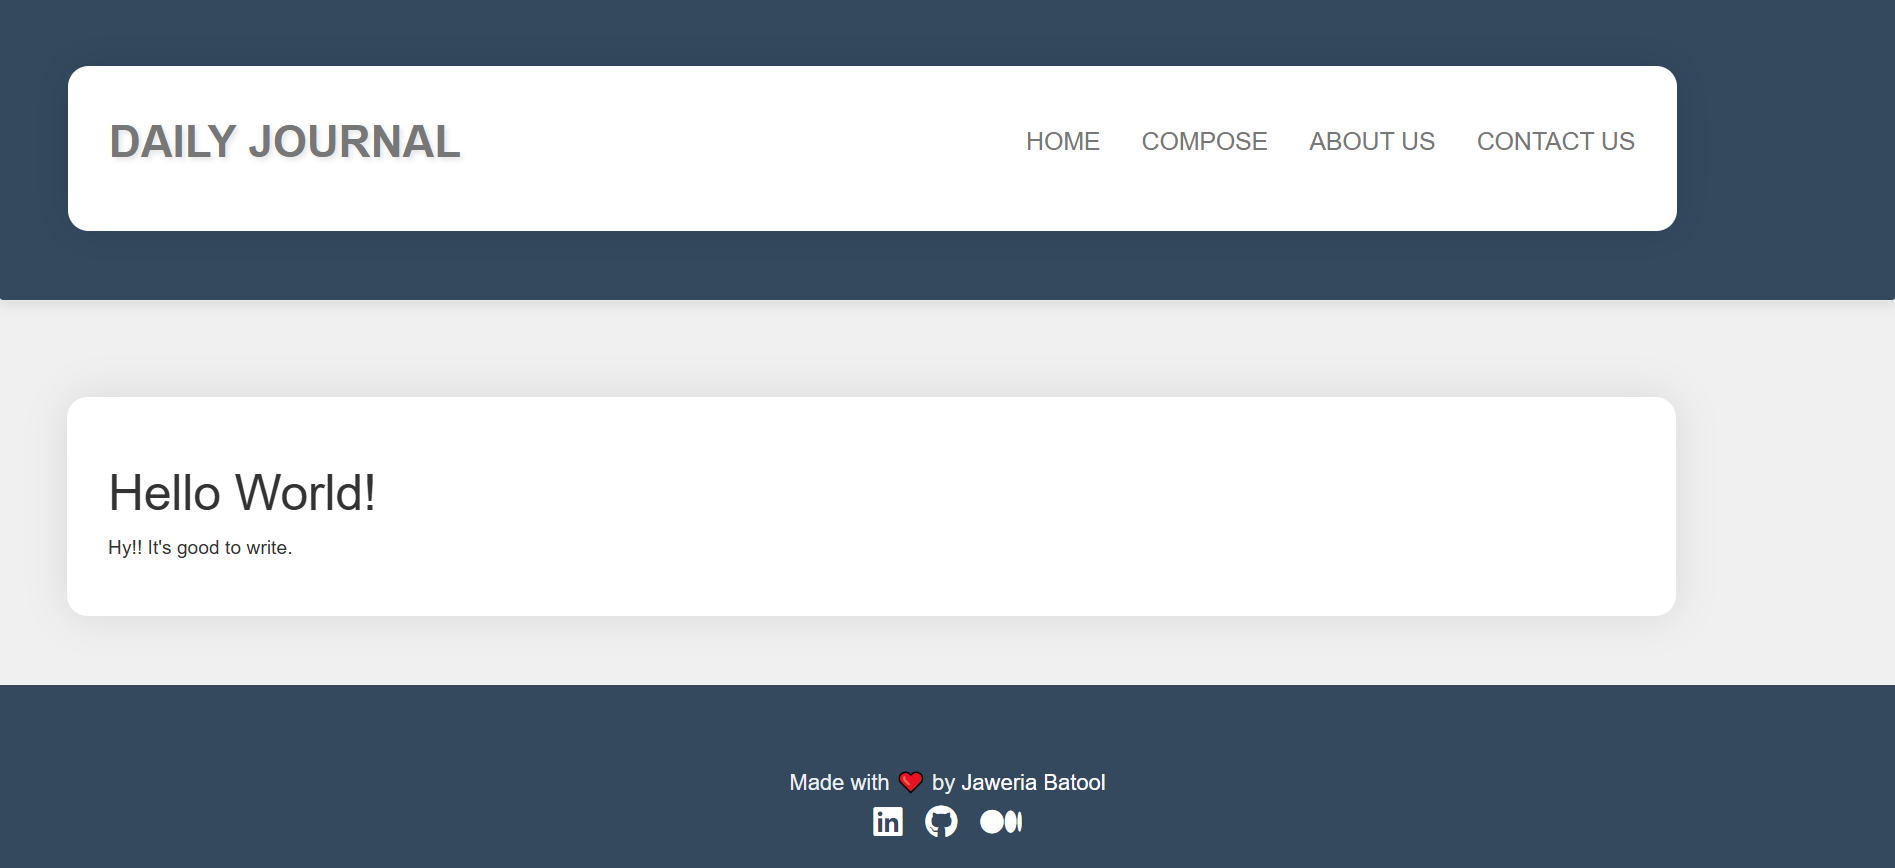 DAILY JOURNAL HOME COMPOSE ABOUT US CONTACT US
Hello World!
Hy!! It's good to write.
Made with ❤ by Jaweria Batool
in